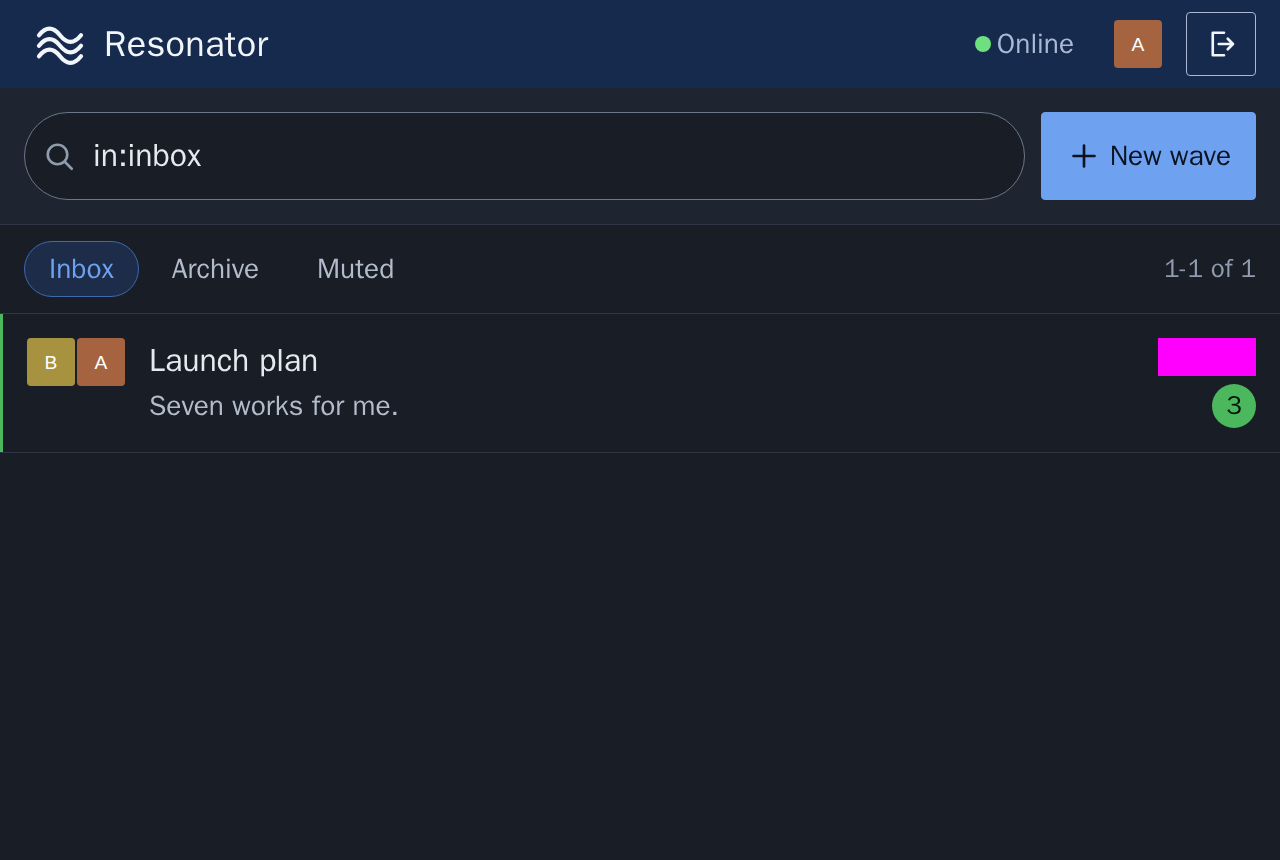 Resonator
Online
A
in:inbox
New wave
Inbox
Archive
Muted
1-1 of 1
B
A
Launch plan
Seven works for me.
3